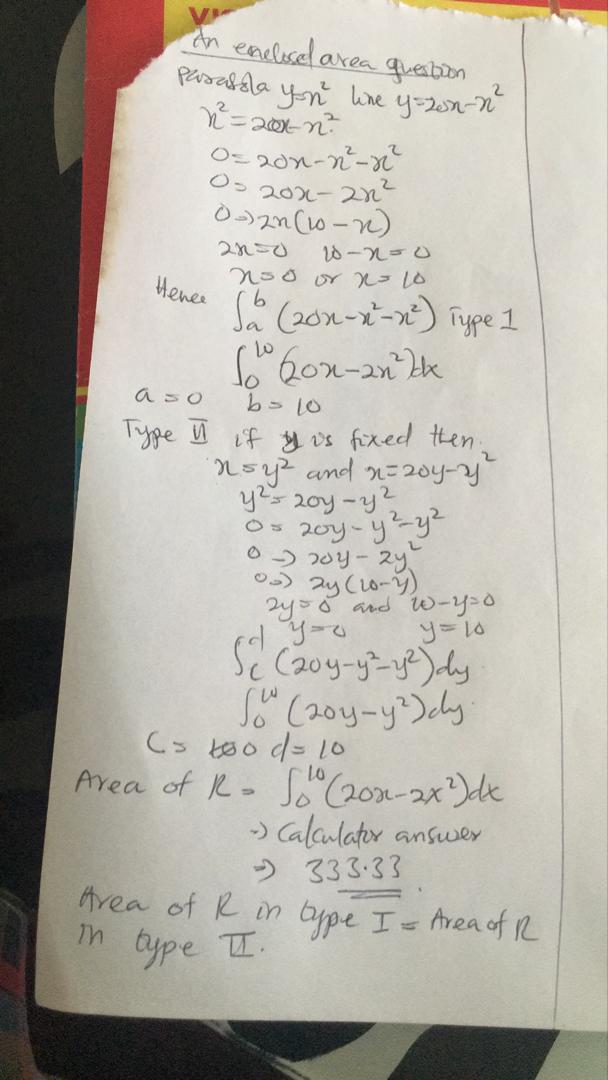 VI
An enclosed area question
parabola y=x² line y=20x-x²
x²=20x-x²
0=20x-x²-x²
0=20x-2x²
0=>2x(10-x)
2x=0 10-x=0
x=0 or x=10
Hence ∫ₐᵇ (20x-x²-x²) Type 1
∫₀¹⁰ (20x-2x²)dx
a=0 b=10
Type II if y is fixed then.
x=y² and x=20y-y²
y²=20y-y²
0=20y-y²-y²
0->20y-2y²
0=>2y(10-y)
2y=0 and 10-y=0
y=0 y=10
∫_c^d (20y-y²-y²)dy
∫₀¹⁰ (20y-y²)dy
C= 0 d=10
Area of R= ∫₀¹⁰(20x-2x²)dx
-> Calculator answer
-> 333.33.
Area of R in type I = Area of R
in type II.